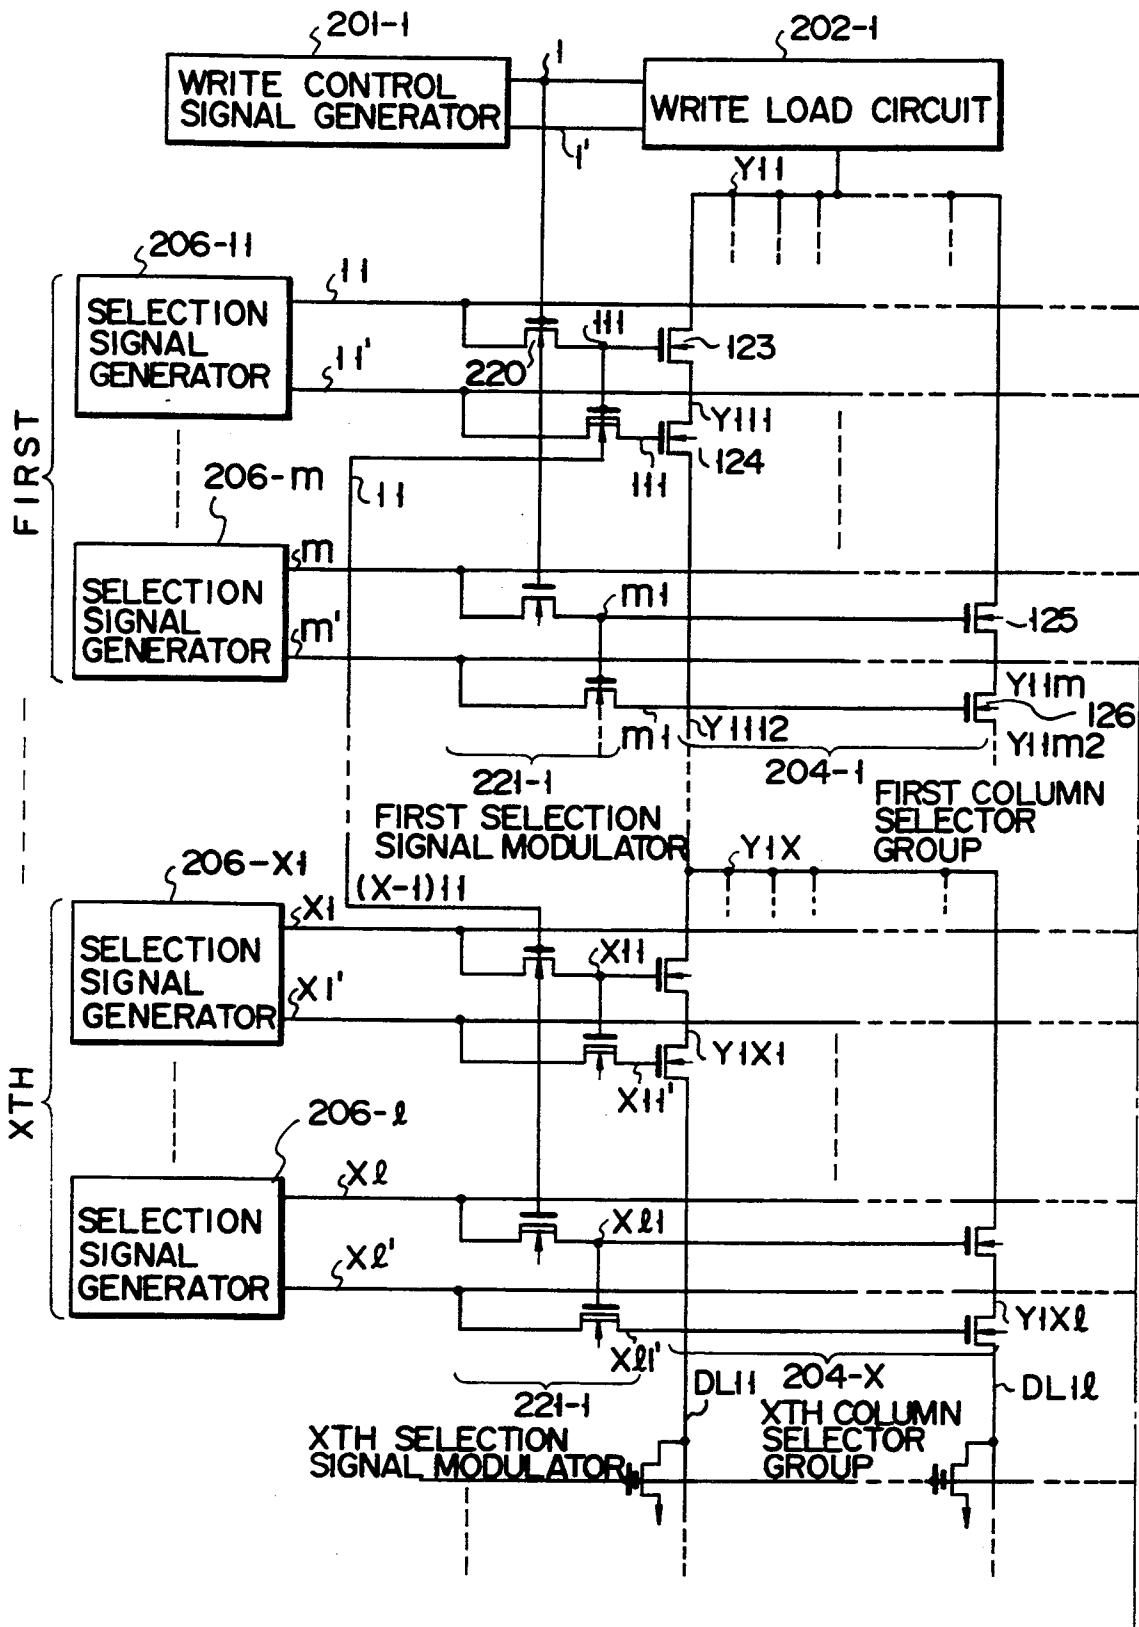 201-1
202-1
1
WRITE CONTROL
SIGNAL GENERATOR
WRITE LOAD CIRCUIT
1'
Y11
206-11
11
SELECTION
SIGNAL
GENERATOR
111
123
220
11'
Y111
124
111
11
FIRST
206-m
m
SELECTION
SIGNAL
GENERATOR
m1
125
m'
Y11m
126
m1
Y1112
Y11m2
221-1
204-1
FIRST SELECTION
SIGNAL MODULATOR
FIRST COLUMN
SELECTOR
GROUP
206-X1
Y1X
(X-1)11
X1
SELECTION
SIGNAL
GENERATOR
X11
X1'
Y1X1
X11'
XTH
206-ℓ
Xℓ
SELECTION
SIGNAL
GENERATOR
Xℓ1
Xℓ'
Y1Xℓ
Xℓ1'
221-1
DL11
204-X
DL1ℓ
XTH SELECTION
SIGNAL MODULATOR
XTH COLUMN
SELECTOR
GROUP